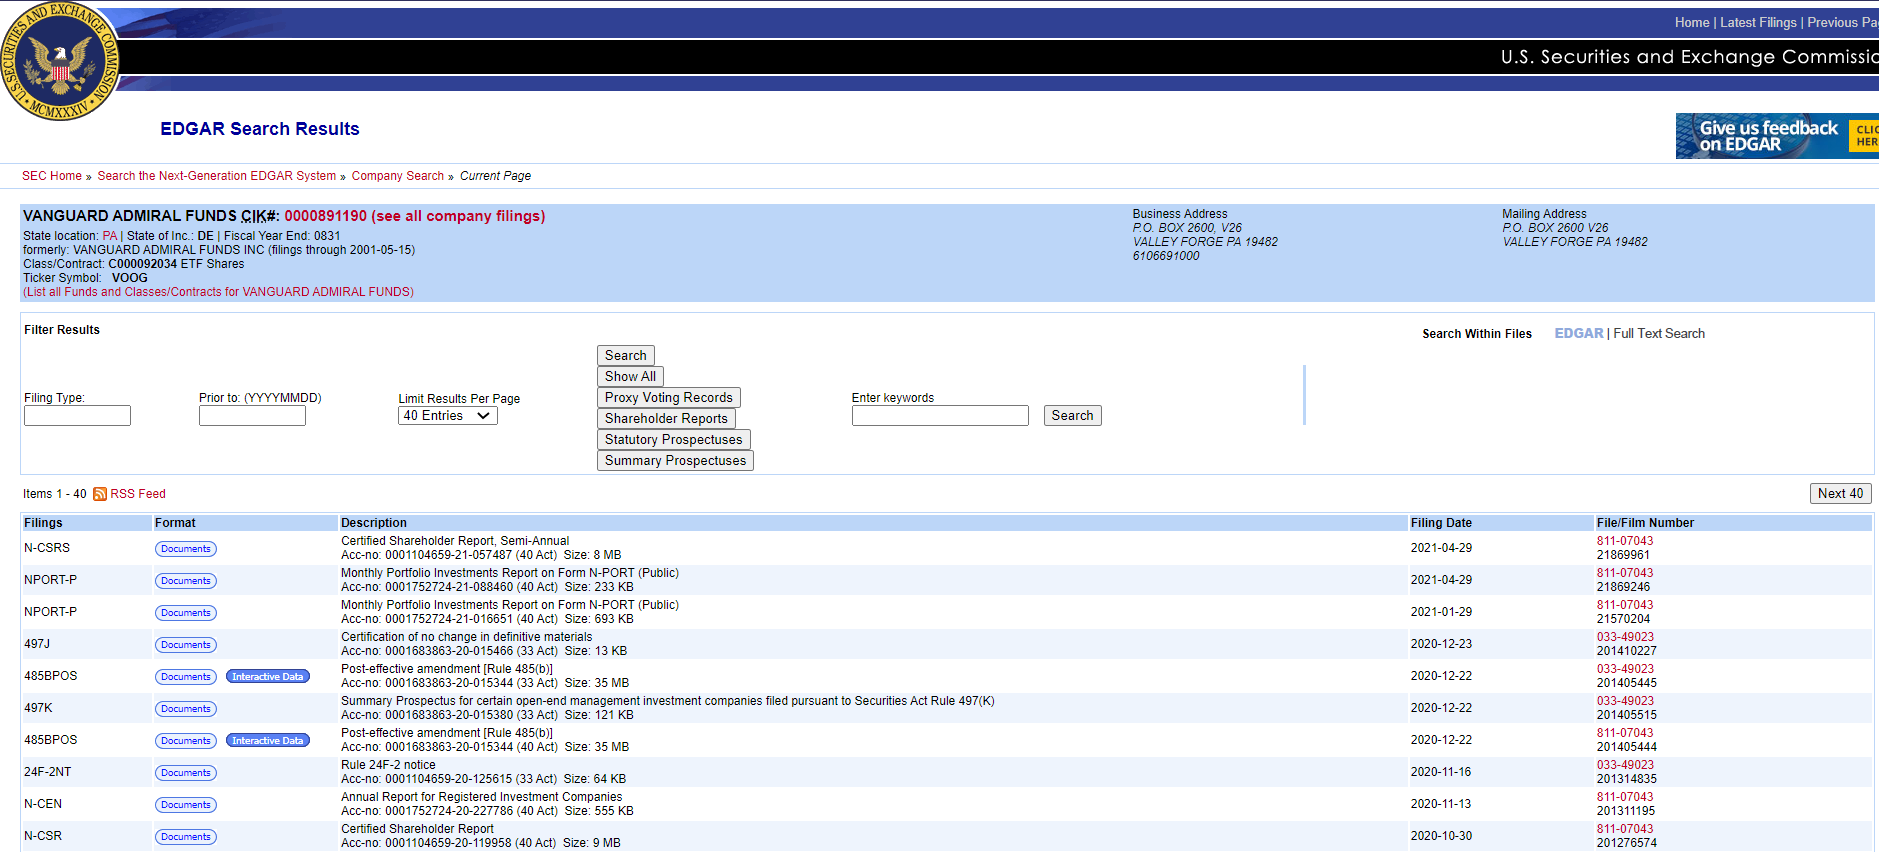 U.S. SECURITIES AND EXCHANGE COMMISSION
MCMXXXIV
Home | Latest Filings | Previous Pa
U.S. Securities and Exchange Commissio
EDGAR Search Results
Give us feedback on EDGAR
CLIC HER
SEC Home » Search the Next-Generation EDGAR System » Company Search » Current Page
VANGUARD ADMIRAL FUNDS CIK#: 0000891190 (see all company filings)
State location: PA | State of Inc.: DE | Fiscal Year End: 0831
formerly: VANGUARD ADMIRAL FUNDS INC (filings through 2001-05-15)
Class/Contract: C000092034 ETF Shares
Ticker Symbol: VOOG
(List all Funds and Classes/Contracts for VANGUARD ADMIRAL FUNDS)
Business Address
P.O. BOX 2600, V26
VALLEY FORGE PA 19482
6106691000
Mailing Address
P.O. BOX 2600 V26
VALLEY FORGE PA 19482
Filter Results
Search Within Files EDGAR | Full Text Search
Filing Type:
Prior to: (YYYYMMDD)
Limit Results Per Page
40 Entries
Search
Show All
Proxy Voting Records
Shareholder Reports
Statutory Prospectuses
Summary Prospectuses
Enter keywords
Search
Items 1 - 40 RSS Feed
Next 40
Filings Format Description Filing Date File/Film Number
N-CSRS Documents Certified Shareholder Report, Semi-Annual
Acc-no: 0001104659-21-057487 (40 Act) Size: 8 MB 2021-04-29 811-07043
21869961
NPORT-P Documents Monthly Portfolio Investments Report on Form N-PORT (Public)
Acc-no: 0001752724-21-088460 (40 Act) Size: 233 KB 2021-04-29 811-07043
21869246
NPORT-P Documents Monthly Portfolio Investments Report on Form N-PORT (Public)
Acc-no: 0001752724-21-016651 (40 Act) Size: 693 KB 2021-01-29 811-07043
21570204
497J Documents Certification of no change in definitive materials
Acc-no: 0001683863-20-015466 (33 Act) Size: 13 KB 2020-12-23 033-49023
201410227
485BPOS Documents Interactive Data Post-effective amendment [Rule 485(b)]
Acc-no: 0001683863-20-015344 (33 Act) Size: 35 MB 2020-12-22 033-49023
201405445
497K Documents Summary Prospectus for certain open-end management investment companies filed pursuant to Securities Act Rule 497(K)
Acc-no: 0001683863-20-015380 (33 Act) Size: 121 KB 2020-12-22 033-49023
201405515
485BPOS Documents Interactive Data Post-effective amendment [Rule 485(b)]
Acc-no: 0001683863-20-015344 (40 Act) Size: 35 MB 2020-12-22 811-07043
201405444
24F-2NT Documents Rule 24F-2 notice
Acc-no: 0001104659-20-125615 (33 Act) Size: 64 KB 2020-11-16 033-49023
201314835
N-CEN Documents Annual Report for Registered Investment Companies
Acc-no: 0001752724-20-227786 (40 Act) Size: 555 KB 2020-11-13 811-07043
201311195
N-CSR Documents Certified Shareholder Report
Acc-no: 0001104659-20-119958 (40 Act) Size: 9 MB 2020-10-30 811-07043
201276574